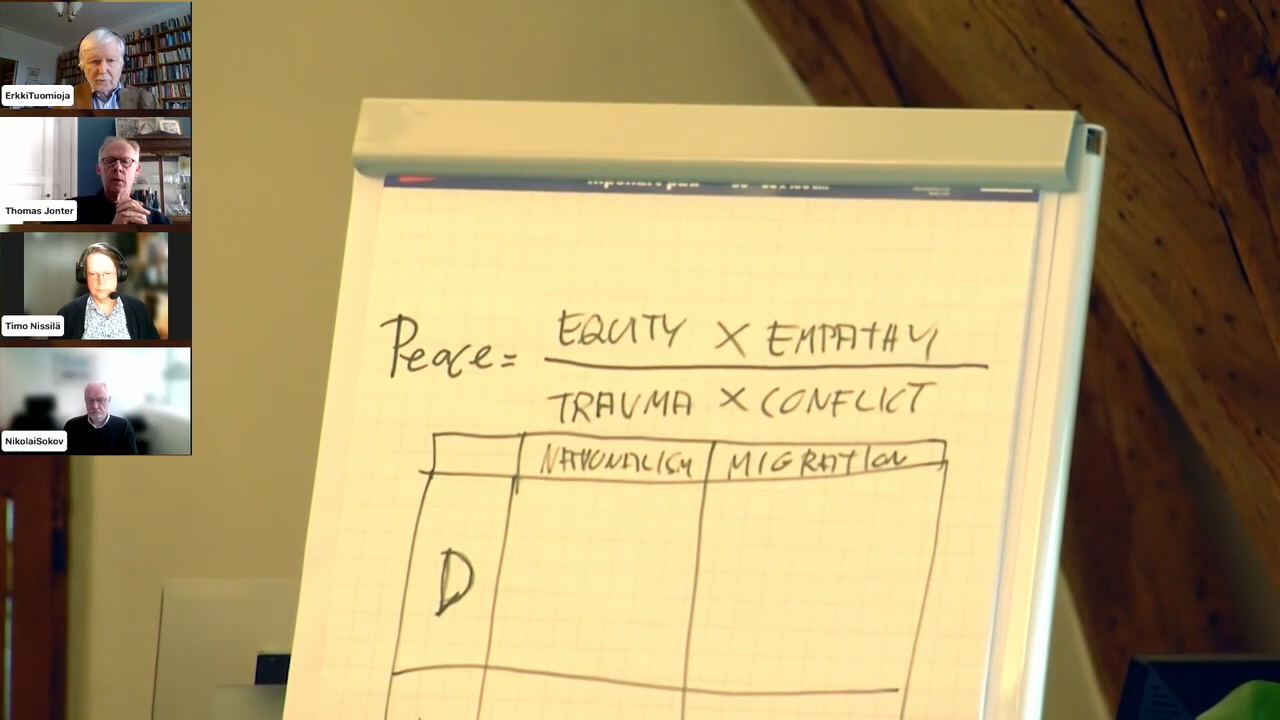 ErkkiTuomioja
Thomas Jonter
Timo Nissilä
NikolaiSokov
Peace = EQUITY X EMPATHY
TRAUMA X CONFLICT
NATIONALISM MIGRATION
D